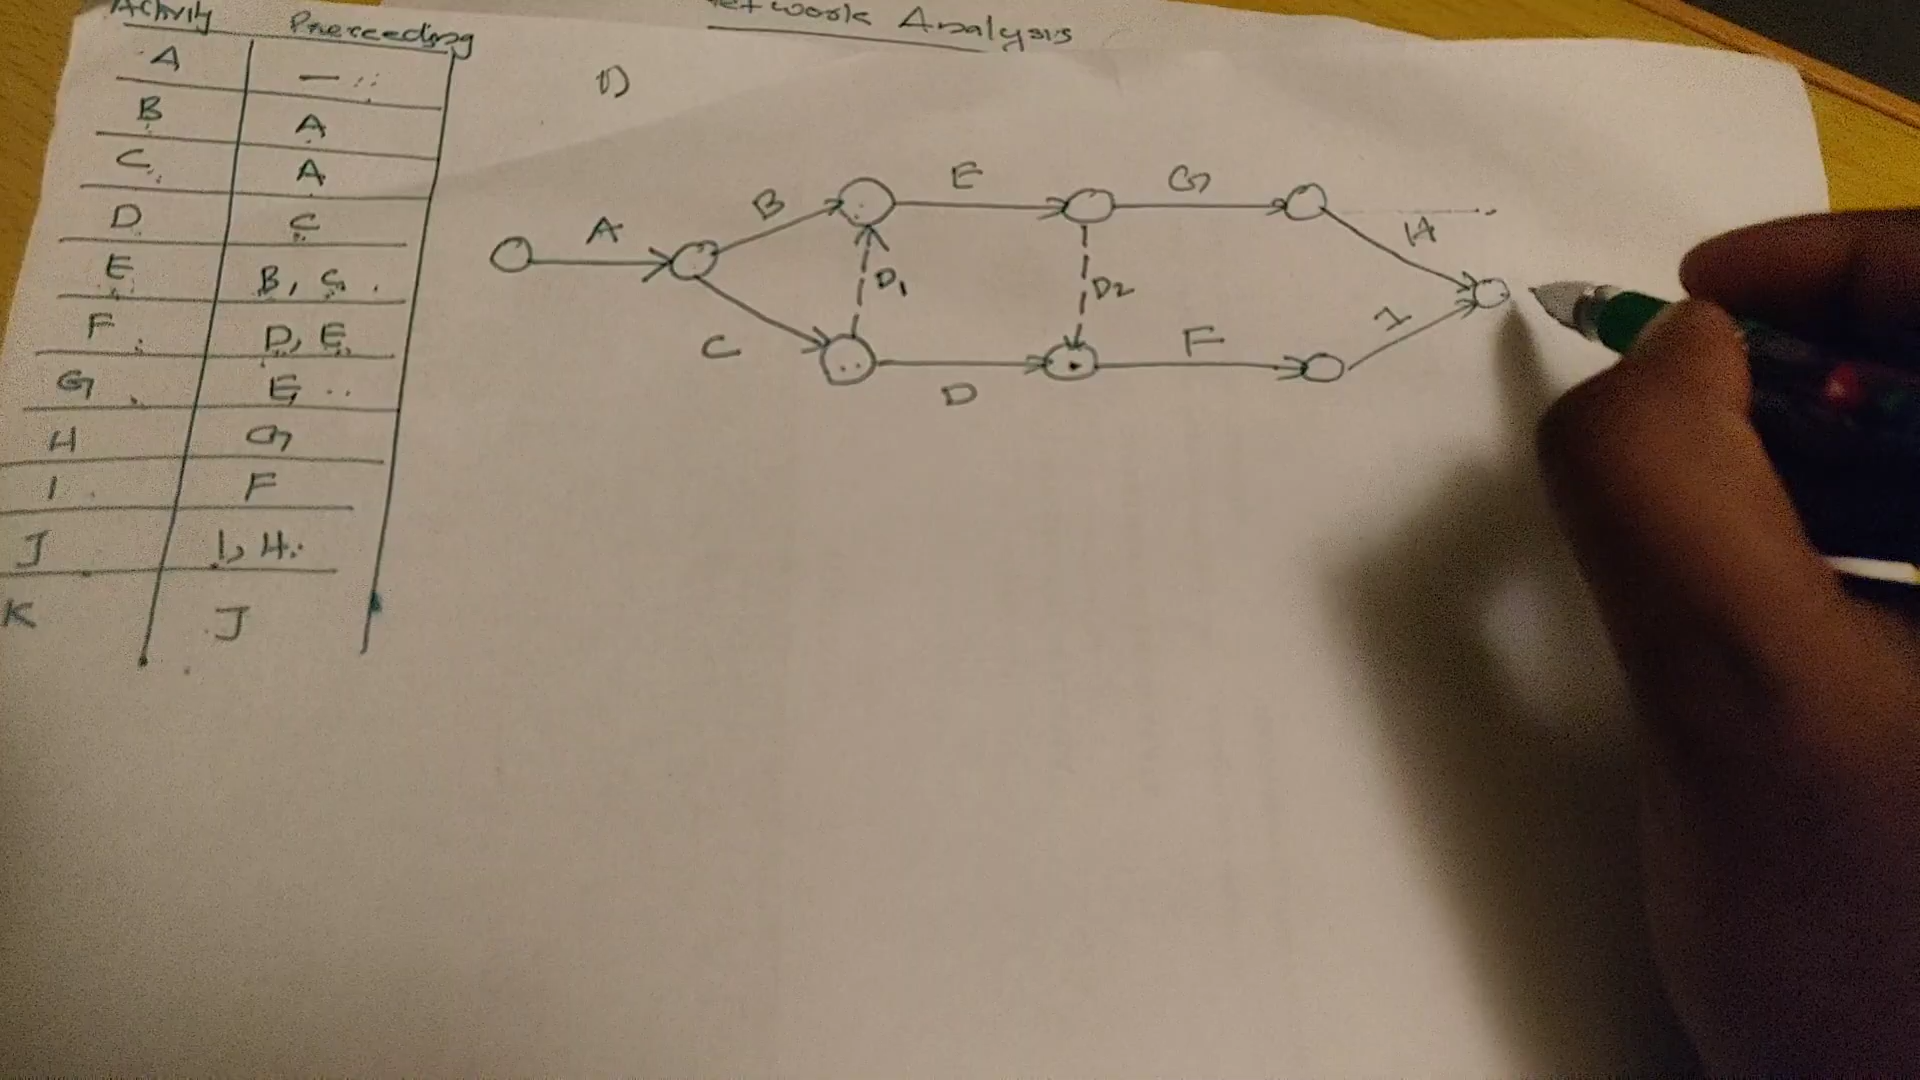 Network Analysis
Activity Preceeding
A —
B A
C A
D C
E B, C
F D, E
G E
H G
I F
J I, H
K J
1)
A
B
C
D1
E
D
D2
G
F
H
I